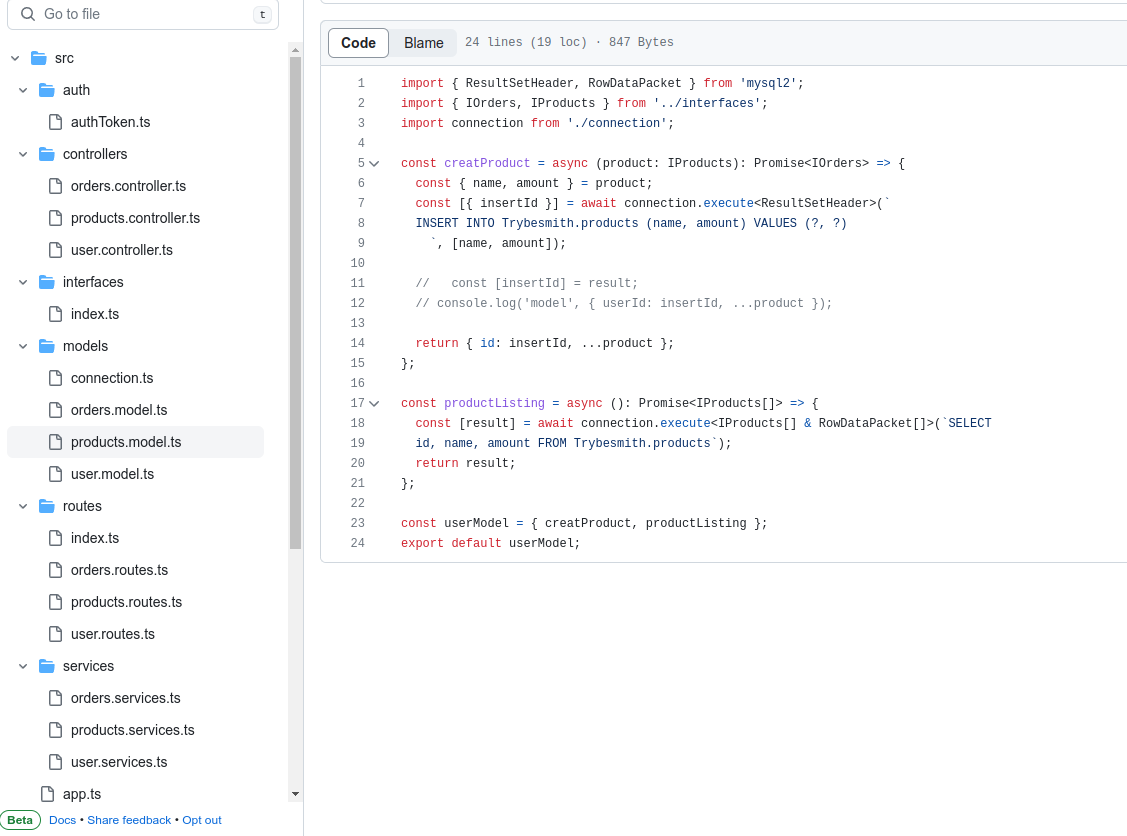 Go to file
t
src
auth
authToken.ts
controllers
orders.controller.ts
products.controller.ts
user.controller.ts
interfaces
index.ts
models
connection.ts
orders.model.ts
products.model.ts
user.model.ts
routes
index.ts
orders.routes.ts
products.routes.ts
user.routes.ts
services
orders.services.ts
products.services.ts
user.services.ts
app.ts
Beta Docs • Share feedback • Opt out
Code Blame 24 lines (19 loc) · 847 Bytes
1 import { ResultSetHeader, RowDataPacket } from 'mysql2';
2 import { IOrders, IProducts } from '../interfaces';
3 import connection from './connection';
4
5 const creatProduct = async (product: IProducts): Promise<IOrders> => {
6   const { name, amount } = product;
7   const [{ insertId }] = await connection.execute<ResultSetHeader>(`
8   INSERT INTO Trybesmith.products (name, amount) VALUES (?, ?)
9     `, [name, amount]);
10
11   //   const [insertId] = result;
12   // console.log('model', { userId: insertId, ...product });
13
14   return { id: insertId, ...product };
15 };
16
17 const productListing = async (): Promise<IProducts[]> => {
18   const [result] = await connection.execute<IProducts[] & RowDataPacket[]>(`SELECT
19   id, name, amount FROM Trybesmith.products`);
20   return result;
21 };
22
23 const userModel = { creatProduct, productListing };
24 export default userModel;